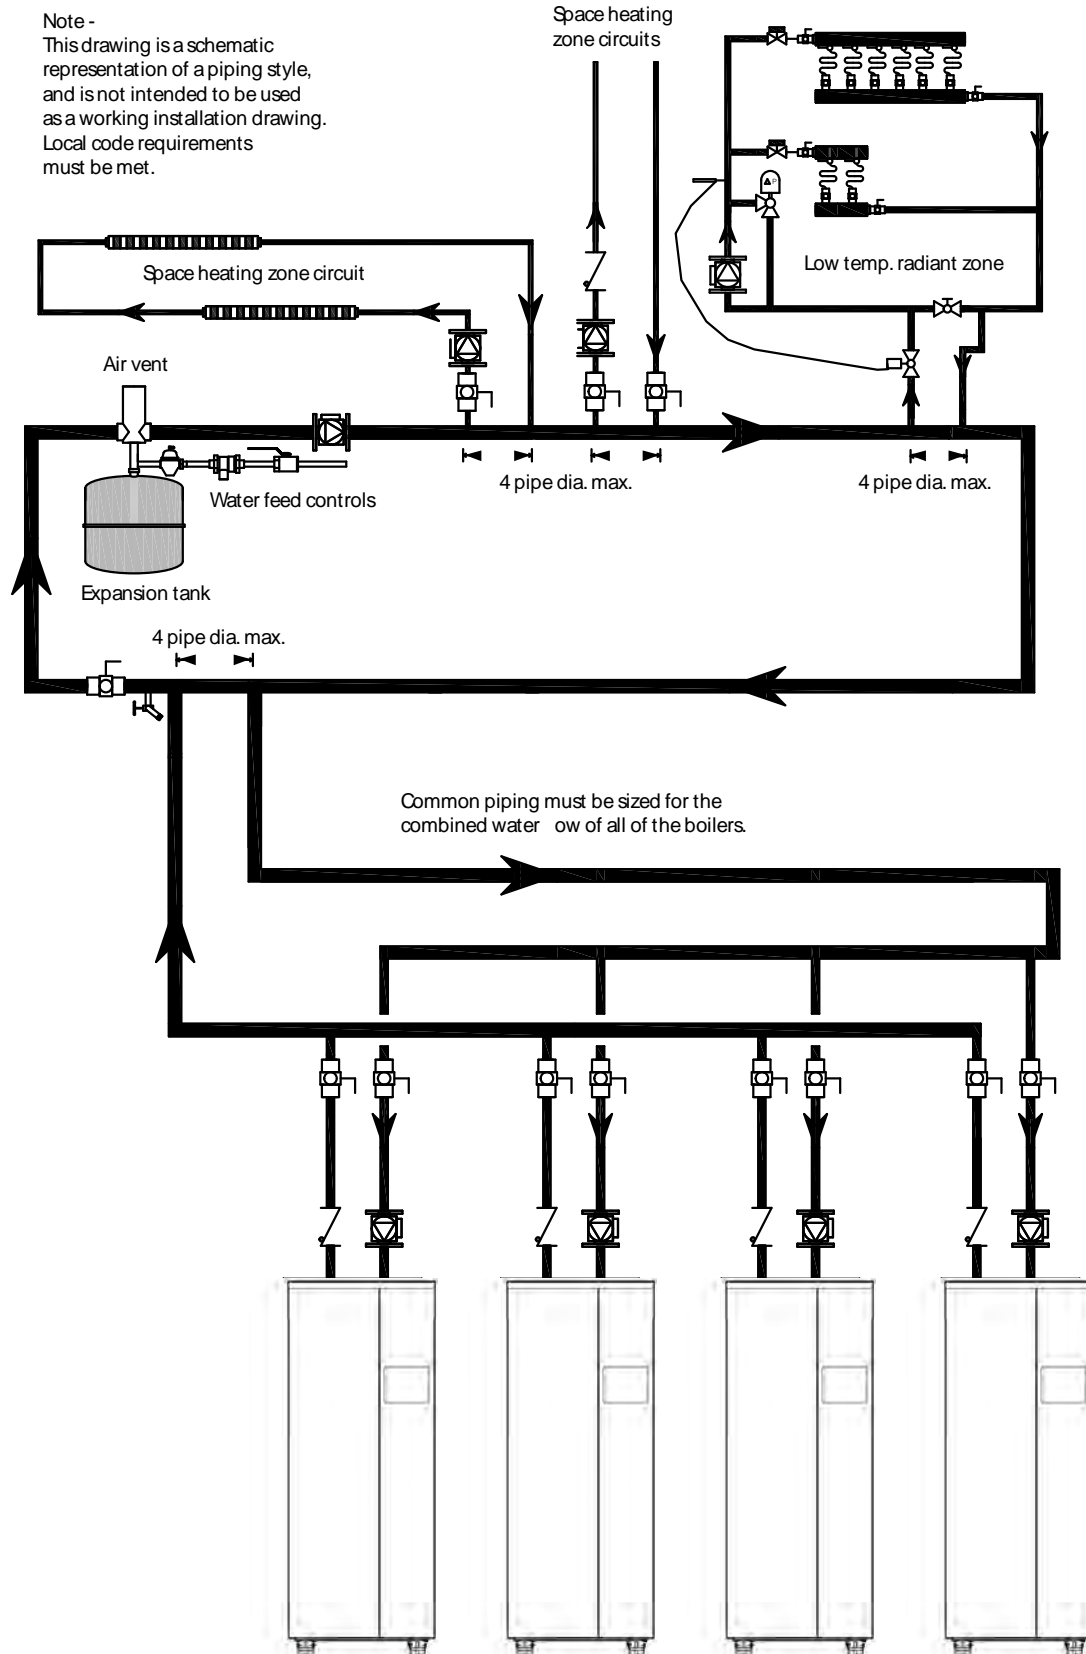 Note -
This drawing is a schematic
representation of a piping style,
and is not intended to be used
as a working installation drawing.
Local code requirements
must be met.
Space heating
zone circuits
Δ P
Low temp. radiant zone
Space heating zone circuit
Air vent
Water feed controls
4 pipe dia. max.
4 pipe dia. max.
Expansion tank
4 pipe dia. max.
Common piping must be sized for the
combined water ow of all of the boilers.